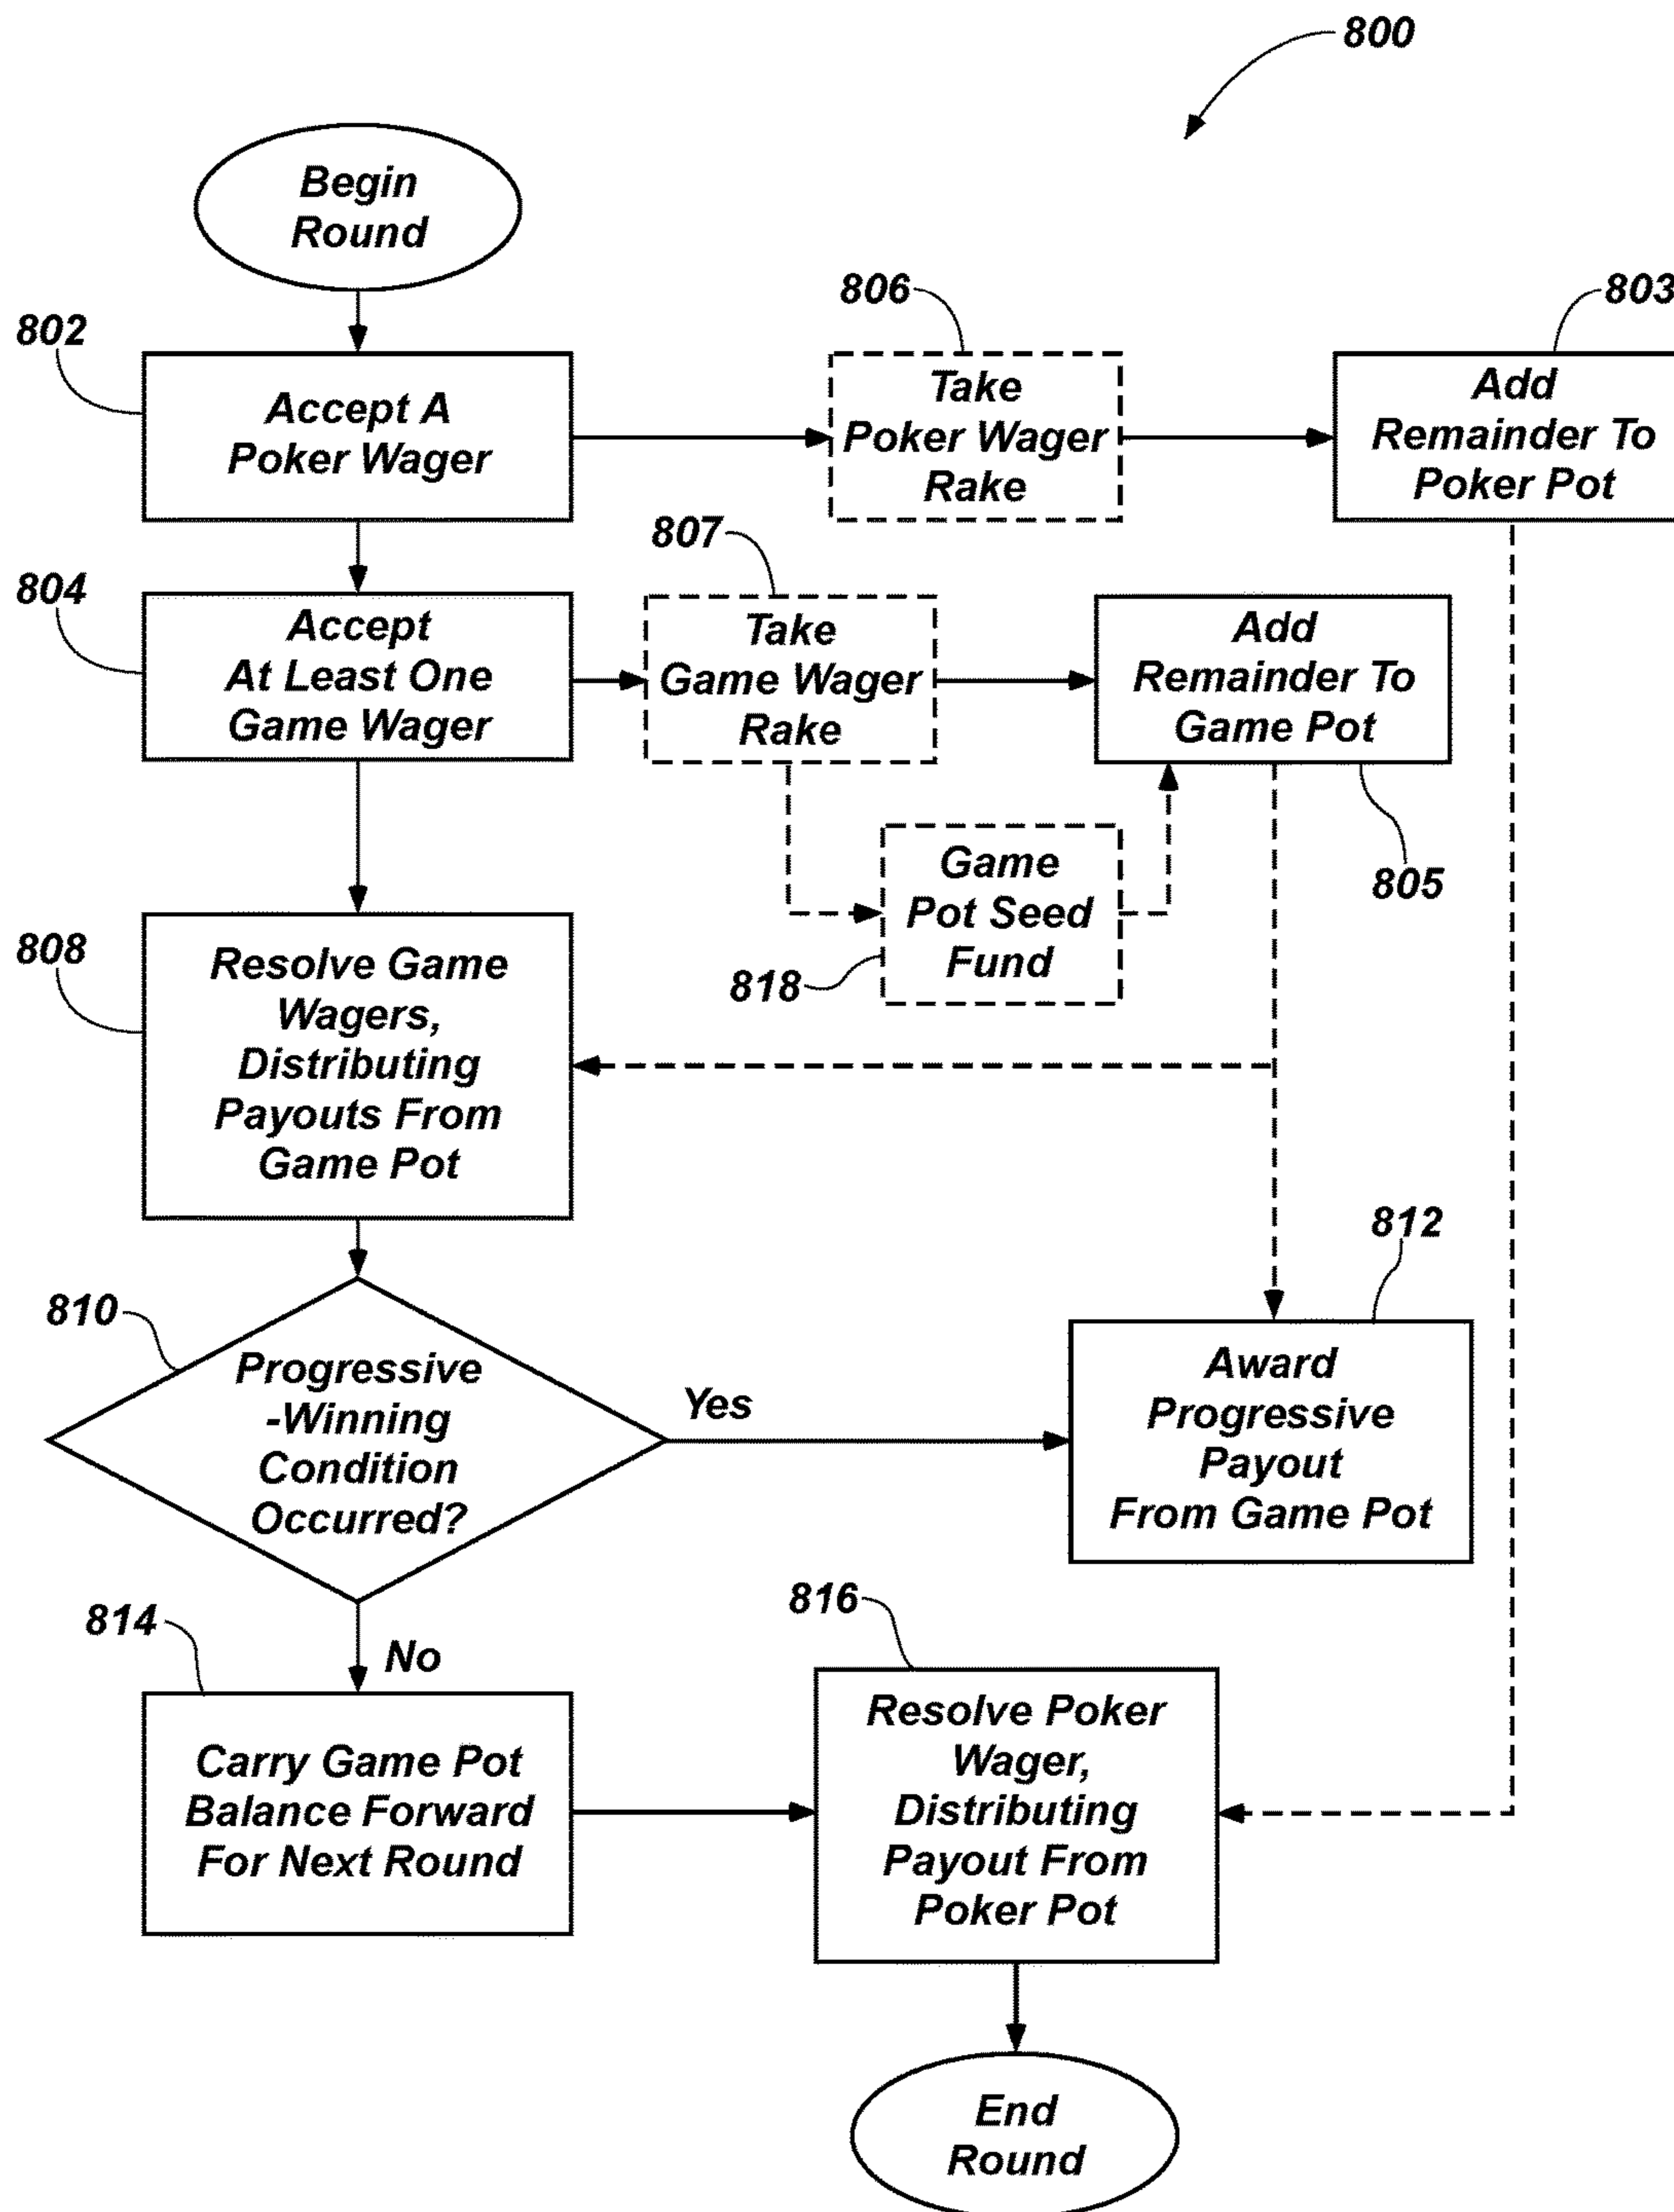 800
Begin
Round
802
Accept A
Poker Wager
806
Take
Poker Wager
Rake
803
Add
Remainder To
Poker Pot
804
Accept
At Least One
Game Wager
807
Take
Game Wager
Rake
Add
Remainder To
Game Pot
805
Game
Pot Seed
Fund
818
808
Resolve Game
Wagers,
Distributing
Payouts From
Game Pot
810
Progressive
-Winning
Condition
Occurred?
Yes
812
Award
Progressive
Payout
From Game Pot
No
814
Carry Game Pot
Balance Forward
For Next Round
816
Resolve Poker
Wager,
Distributing
Payout From
Poker Pot
End
Round